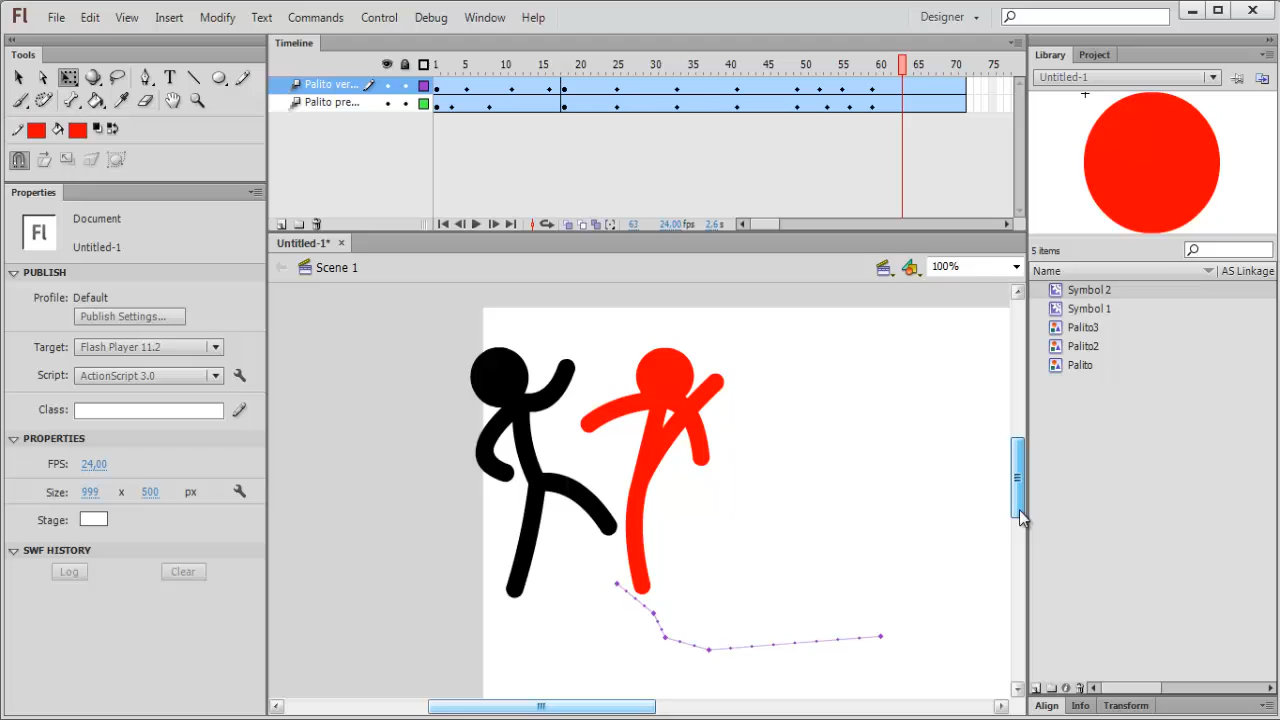 Fl File Edit View Insert Modify Text Commands Control Debug Window Help Designer
Tools
Timeline
Library Project
1 5 10 15 20 25 30 35 40 45 50 55 60 65 70 75
Untitled-1
Palito ver...
Palito pre...
Properties
Fl
Document
Untitled-1
63 24,00 fps 2.6 s
Untitled-1*
5 items
Scene 1
100%
Name AS Linkage
PUBLISH
Symbol 2
Profile: Default
Symbol 1
Publish Settings...
Palito3
Target: Flash Player 11.2
Palito2
Script: ActionScript 3.0
Palito
Class:
PROPERTIES
FPS: 24,00
Size: 999 x 500 px
Stage:
SWF HISTORY
Log Clear
Align Info Transform